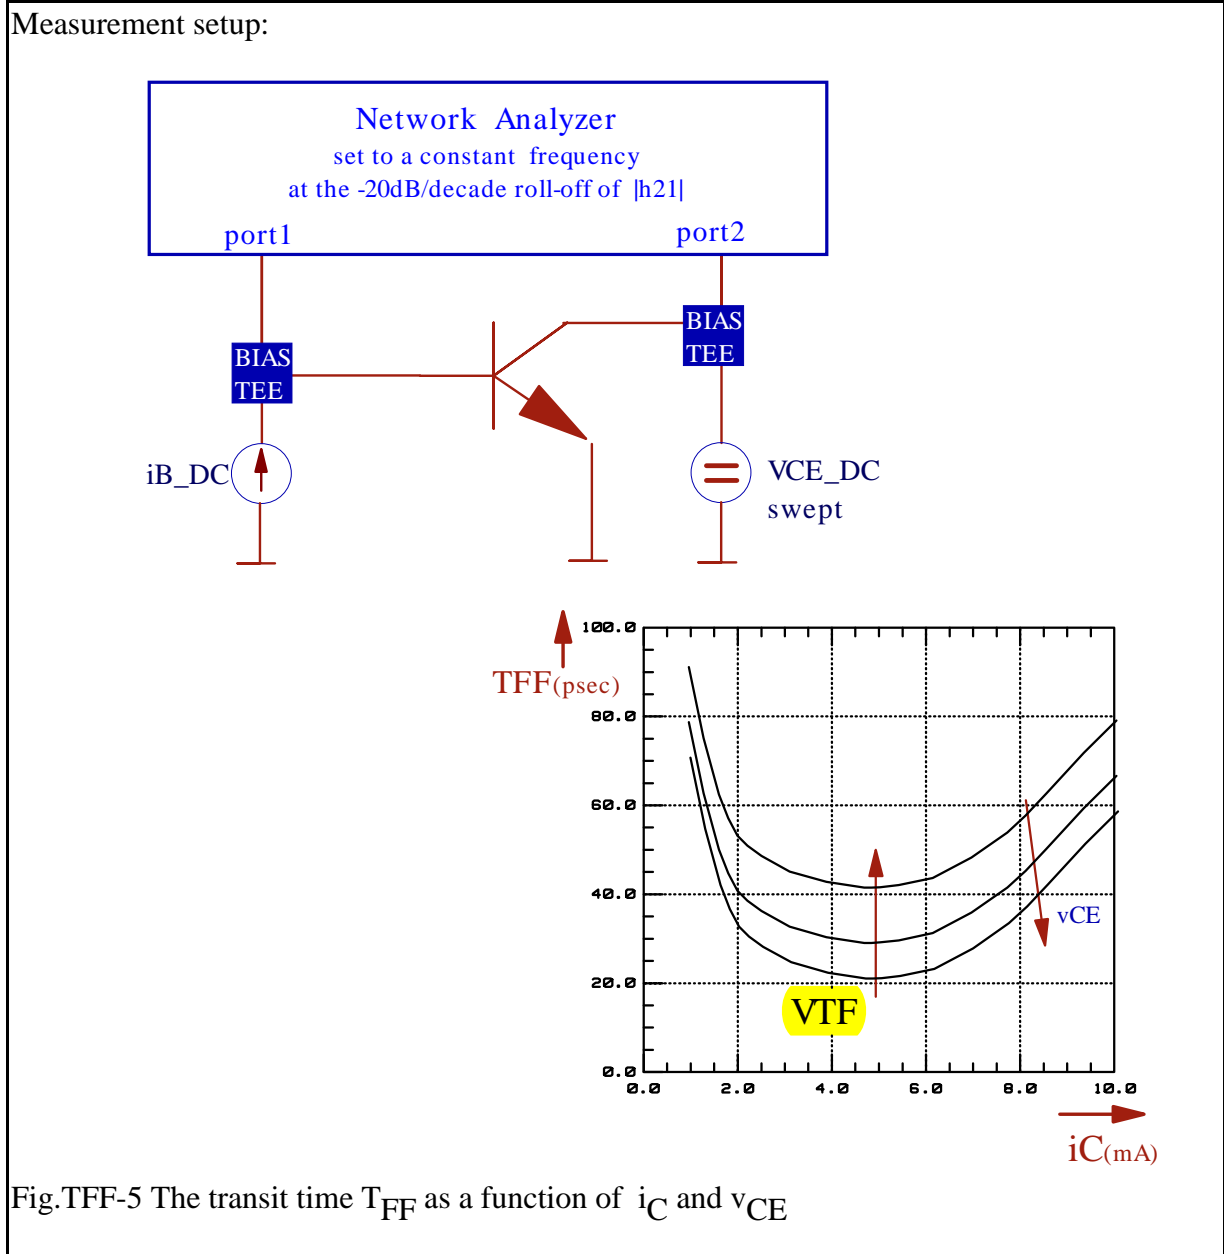 Measurement setup:
Network Analyzer
set to a constant frequency
at the -20dB/decade roll-off of |h21|
port1
port2
BIAS
TEE
BIAS
TEE
iB_DC
VCE_DC
swept
TFF(psec)
100.0
80.0
60.0
40.0
20.0
0.0
vCE
VTF
0.0 2.0 4.0 6.0 8.0 10.0
iC(mA)
Fig.TFF-5 The transit time TFF as a function of iC and vCE